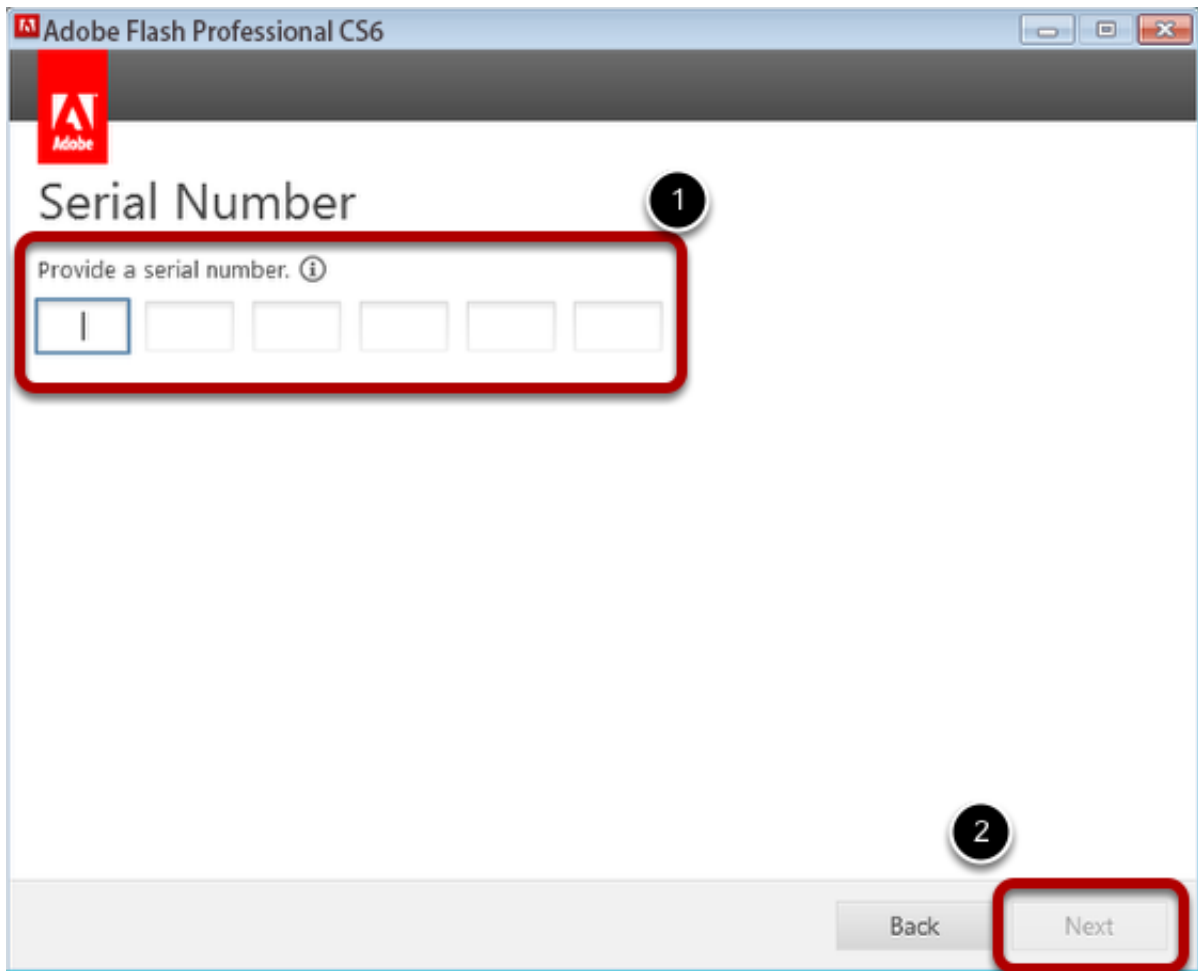 Adobe Flash Professional CS6
Adobe
Serial Number
1
Provide a serial number.
2
Back
Next